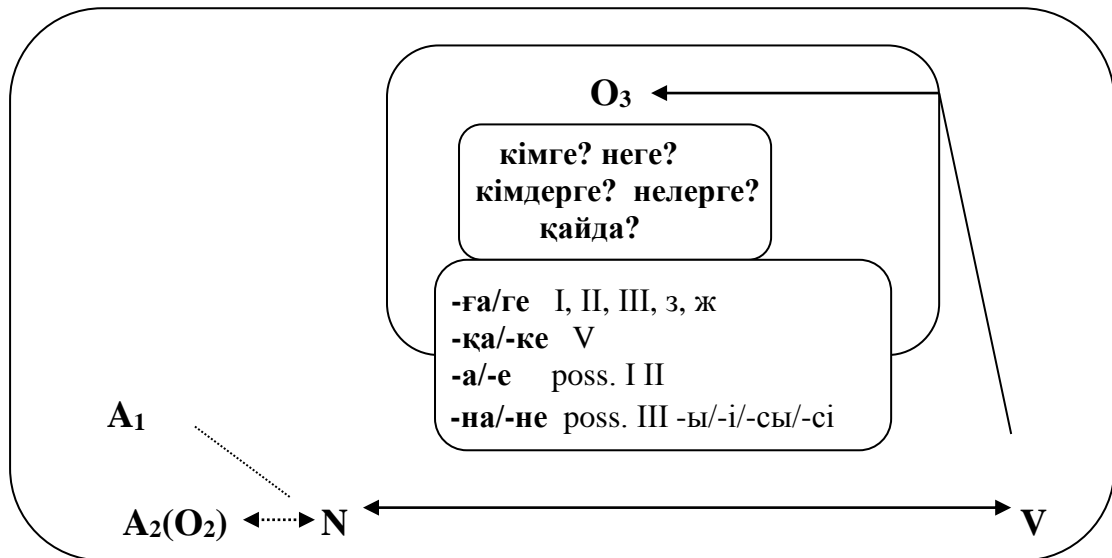 O₃
кімге? неге?
кімдерге? нелерге?
қайда?
-ға/ге I, II, III, з, ж
-қа/-ке V
-а/-е poss. I II
-на/-не poss. III -ы/-і/-сы/-сі
A₁
A₂(O₂) N V